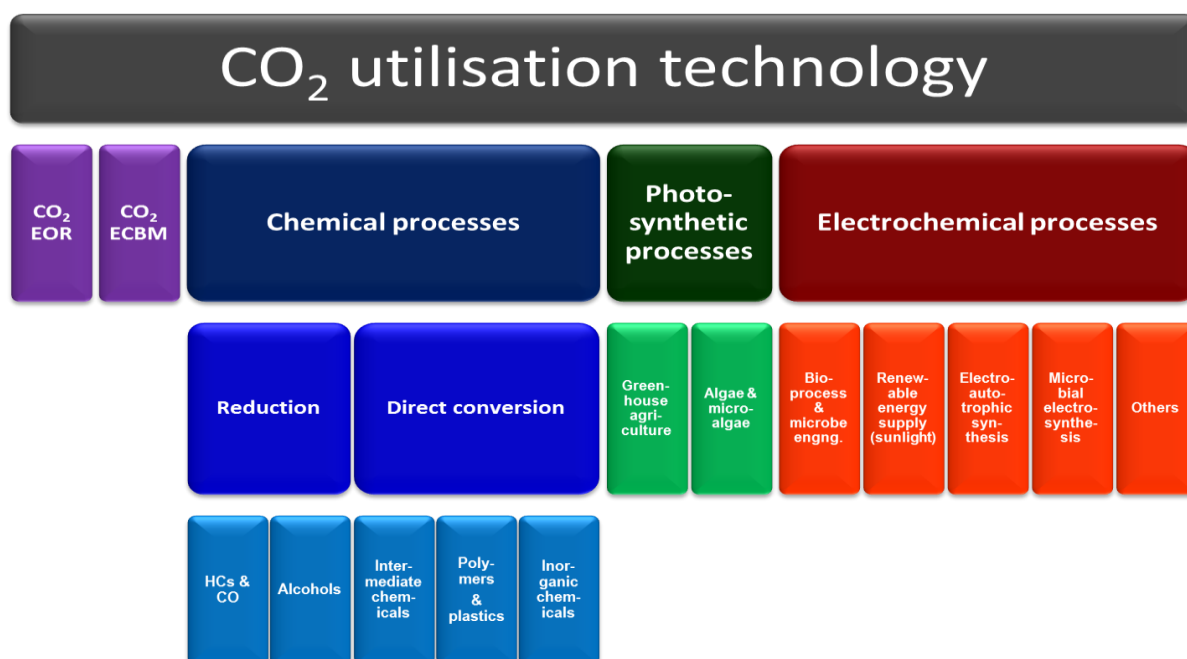 CO₂ utilisation technology
CO₂
EOR
CO₂
ECBM
Chemical processes
Photo-
synthetic
processes
Electrochemical processes
Reduction
Direct conversion
Green-
house
agri-
culture
Algae &
micro-
algae
Bio-
process
&
microbe
engng.
Renew-
able
energy
supply
(sunlight)
Electro-
auto-
trophic
syn-
thesis
Micro-
bial
electro-
synthe-
sis
Others
HCs &
CO
Alcohols
Inter-
mediate
chem-
icals
Poly-
mers
&
plastics
Inor-
ganic
chem-
icals